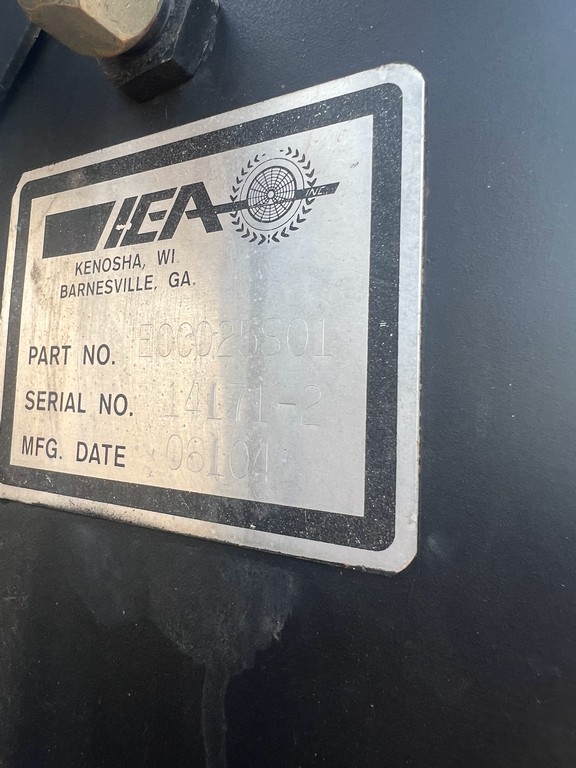 IEA INC.
KENOSHA, WI.
BARNESVILLE, GA.
PART NO. E0C025S01
SERIAL NO. 14171-2
MFG. DATE 06104